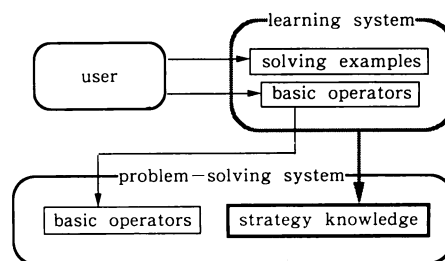 learning system
solving examples
user
basic operators
problem-solving system
basic operators
strategy knowledge